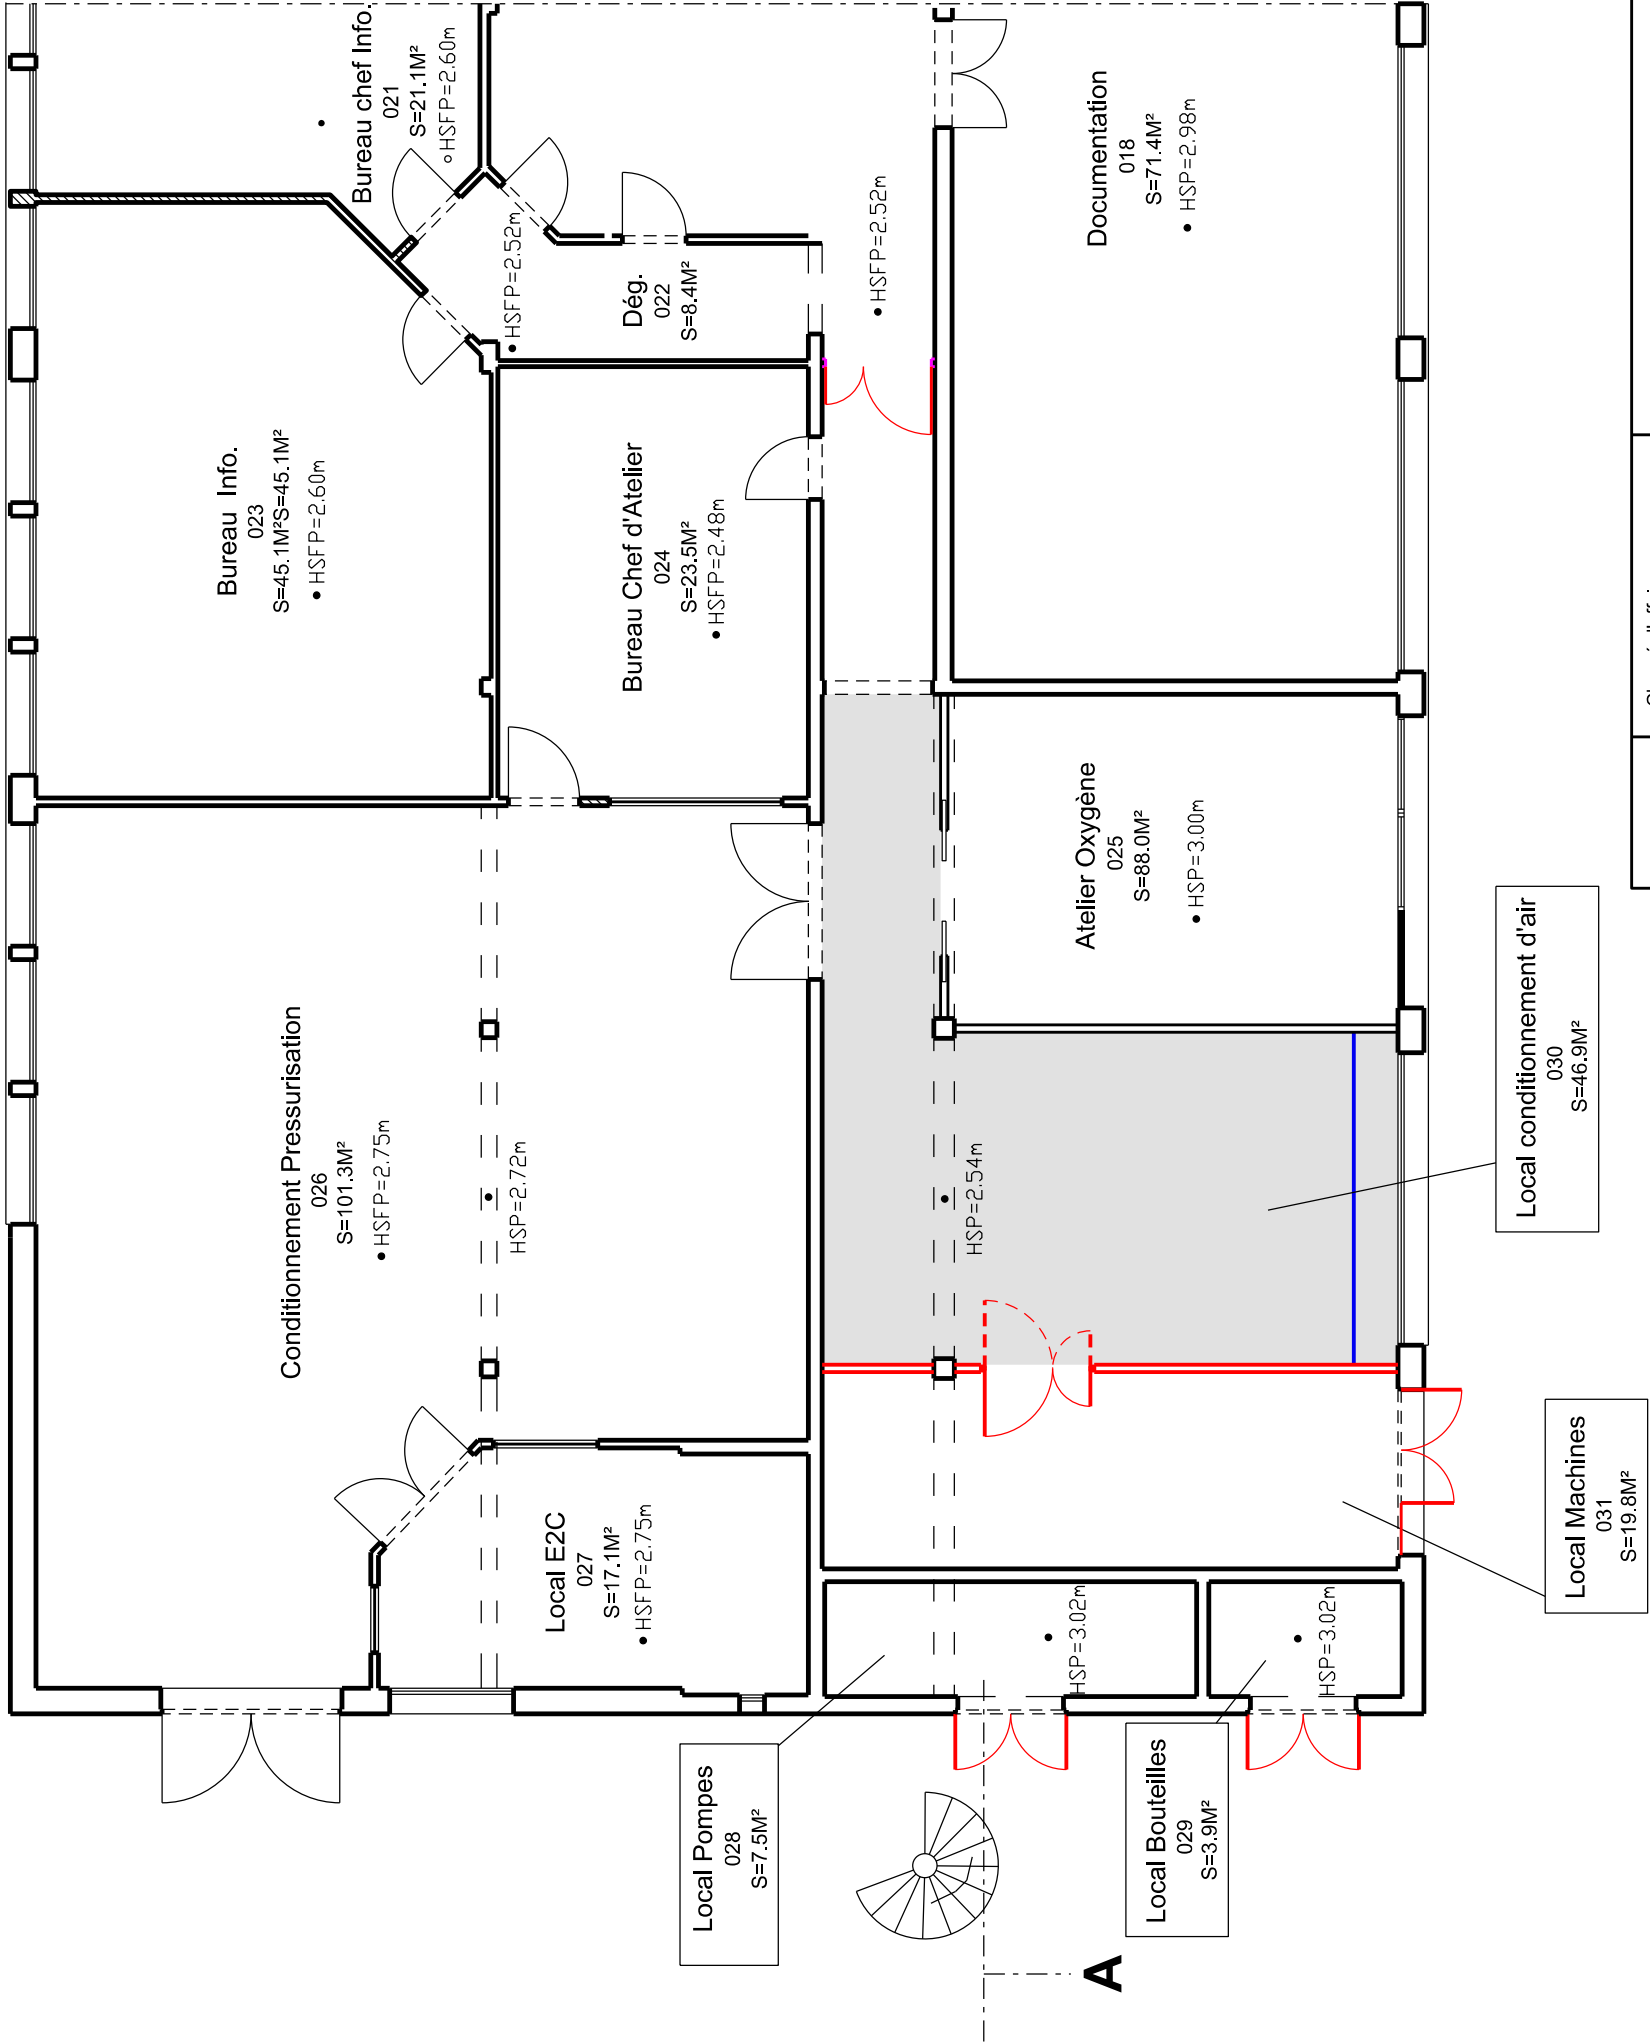 Bureau chef Info.
021
S=21.1M²
HSFP=2.60m
Bureau  Info.
023
S=45.1M²S=45.1M²
HSFP=2.60m
HSFP=2.52m
Dég.
022
S=8.4M²
HSFP=2.52m
Documentation
018
S=71.4M²
HSP=2.98m
Bureau Chef d'Atelier
024
S=23.5M²
HSFP=2.48m
Conditionnement Pressurisation
026
S=101.3M²
HSFP=2.75m
HSP=2.72m
Atelier Oxygène
025
S=88.0M²
HSP=3.00m
HSP=2.54m
Local conditionnement d'air
030
S=46.9M²
Local E2C
027
S=17.1M²
HSFP=2.75m
Local Machines
031
S=19.8M²
HSP=3.02m
HSP=3.02m
Local Pompes
028
S=7.5M²
Local Bouteilles
029
S=3.9M²
A